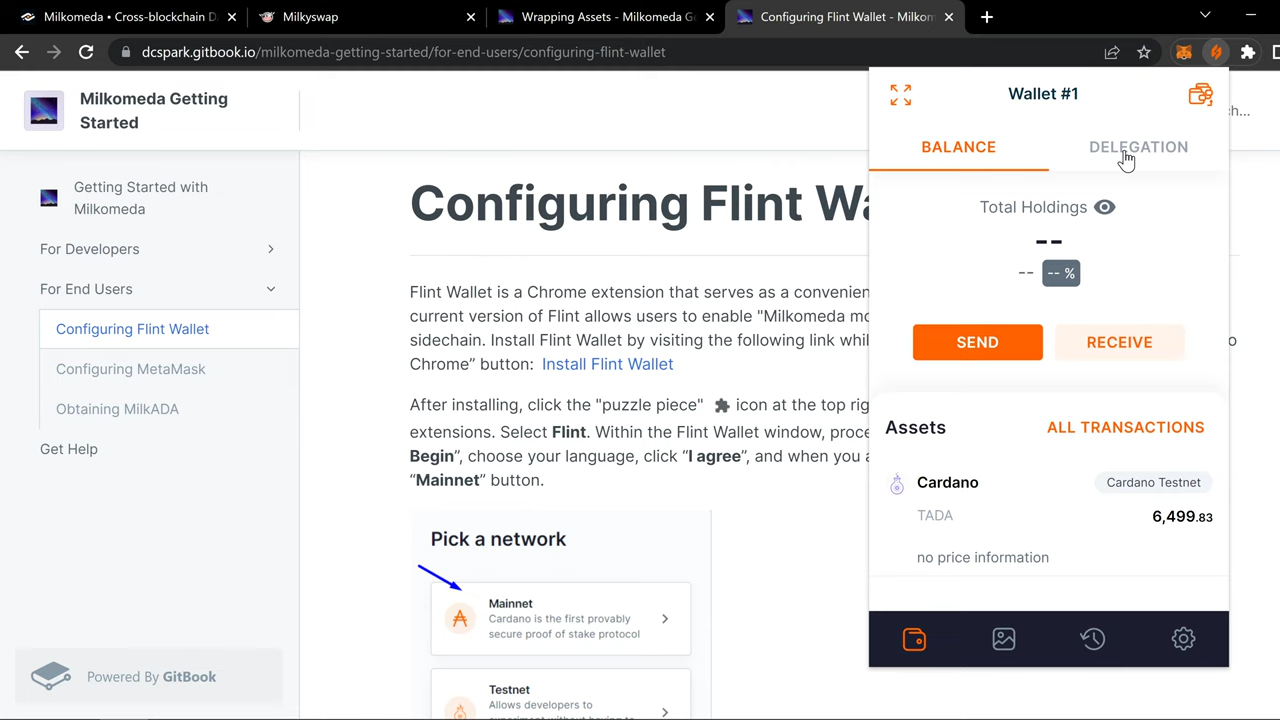 Milkomeda • Cross-blockchain Da
Milkyswap
Wrapping Assets - Milkomeda Ge
Configuring Flint Wallet - Milkom
dcspark.gitbook.io/milkomeda-getting-started/for-end-users/configuring-flint-wallet
Milkomeda Getting
Started
Getting Started with
Milkomeda
For Developers
For End Users
Configuring Flint Wallet
Configuring MetaMask
Obtaining MilkADA
Get Help
Powered By GitBook
ch...
Configuring Flint Wa
Flint Wallet is a Chrome extension that serves as a convenien
current version of Flint allows users to enable "Milkomeda mo
sidechain. Install Flint Wallet by visiting the following link whil
o
Chrome” button: Install Flint Wallet
After installing, click the "puzzle piece" icon at the top rig
extensions. Select Flint. Within the Flint Wallet window, proce
Begin”, choose your language, click “I agree”, and when you a
“Mainnet” button.
Pick a network
Mainnet
Cardano is the first provably
secure proof of stake protocol
Testnet
Allows developers to
experiment without having to
Wallet #1
BALANCE
DELEGATION
Total Holdings
--
-- -- %
SEND
RECEIVE
Assets
ALL TRANSACTIONS
Cardano
Cardano Testnet
TADA
6,499.83
no price information